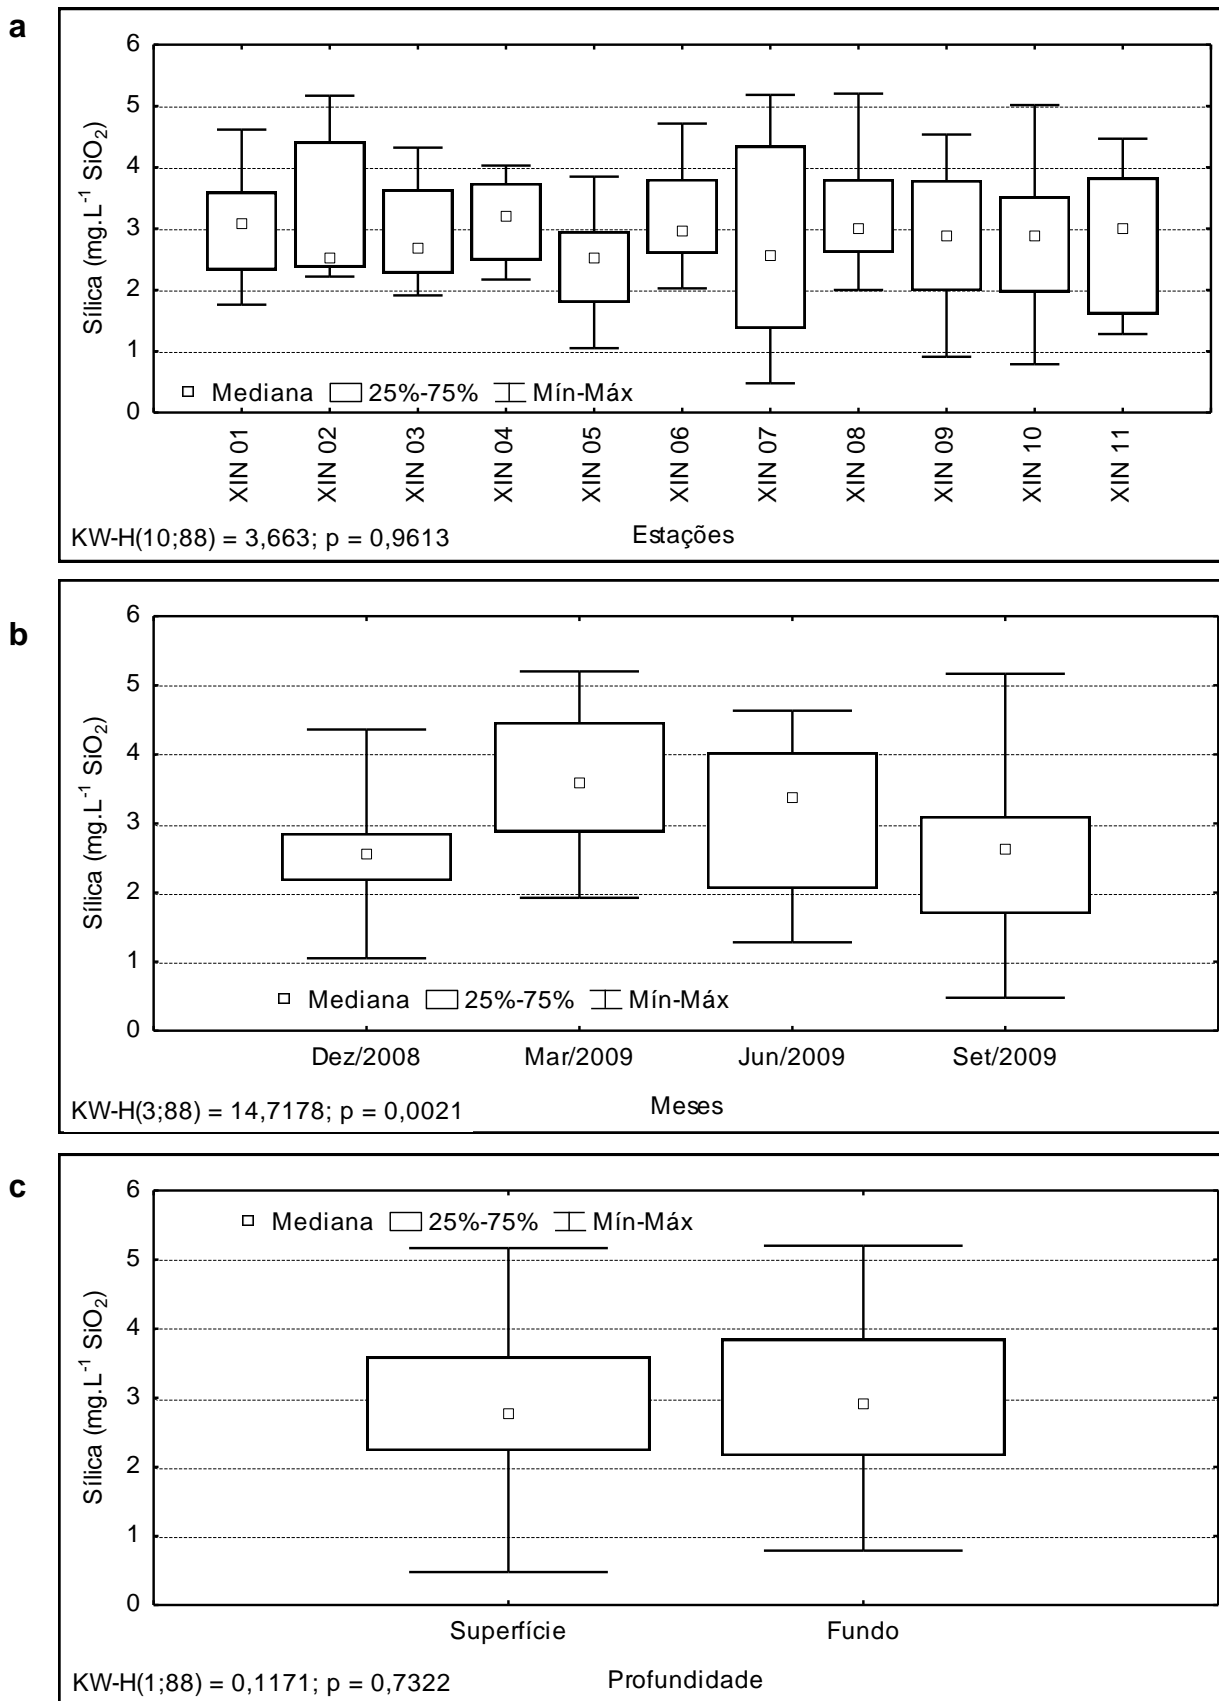 a
6
5
4
3
2
1
0
Sílica (mg.L-1 SiO2)
Mediana 25%-75% Mín-Máx
XIN 01 XIN 02 XIN 03 XIN 04 XIN 05 XIN 06 XIN 07 XIN 08 XIN 09 XIN 10 XIN 11
Estações
KW-H(10;88) = 3,663; p = 0,9613
b
6
5
4
3
2
1
0
Sílica (mg.L-1 SiO2)
Mediana 25%-75% Mín-Máx
Dez/2008 Mar/2009 Jun/2009 Set/2009
Meses
KW-H(3;88) = 14,7178; p = 0,0021
c
6
5
4
3
2
1
0
Sílica (mg.L-1 SiO2)
Mediana 25%-75% Mín-Máx
Superfície Fundo
Profundidade
KW-H(1;88) = 0,1171; p = 0,7322